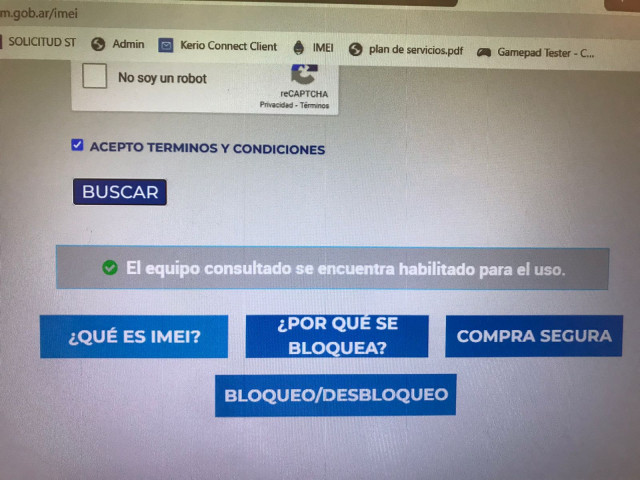 m.gob.ar/imei
SOLICITUD ST Admin Kerio Connect Client IMEI plan de servicios.pdf Gamepad Tester - C...
No soy un robot
reCAPTCHA
Privacidad - Términos
ACEPTO TERMINOS Y CONDICIONES
BUSCAR
El equipo consultado se encuentra habilitado para el uso.
¿QUÉ ES IMEI?
¿POR QUÉ SE
BLOQUEA?
COMPRA SEGURA
BLOQUEO/DESBLOQUEO